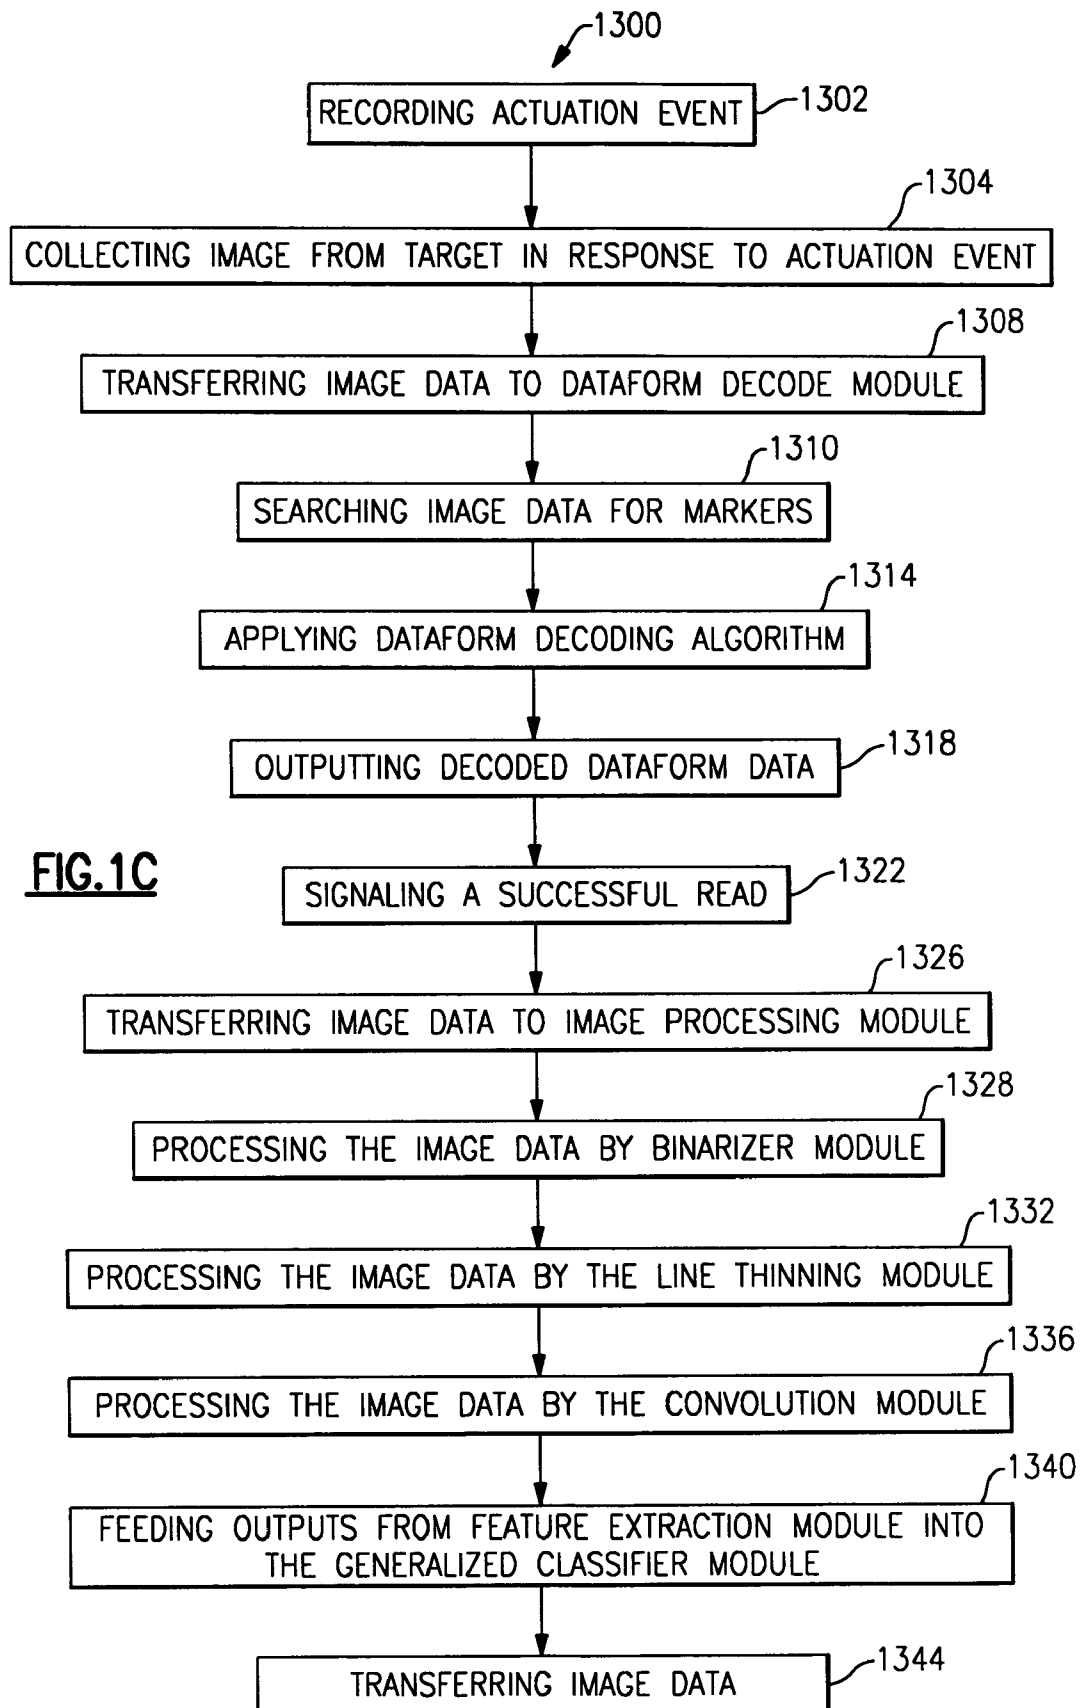 1300
RECORDING ACTUATION EVENT
1302
1304
COLLECTING IMAGE FROM TARGET IN RESPONSE TO ACTUATION EVENT
1308
TRANSFERRING IMAGE DATA TO DATAFORM DECODE MODULE
1310
SEARCHING IMAGE DATA FOR MARKERS
1314
APPLYING DATAFORM DECODING ALGORITHM
1318
OUTPUTTING DECODED DATAFORM DATA
FIG.1C
1322
SIGNALING A SUCCESSFUL READ
1326
TRANSFERRING IMAGE DATA TO IMAGE PROCESSING MODULE
1328
PROCESSING THE IMAGE DATA BY BINARIZER MODULE
1332
PROCESSING THE IMAGE DATA BY THE LINE THINNING MODULE
1336
PROCESSING THE IMAGE DATA BY THE CONVOLUTION MODULE
1340
FEEDING OUTPUTS FROM FEATURE EXTRACTION MODULE INTO
THE GENERALIZED CLASSIFIER MODULE
1344
TRANSFERRING IMAGE DATA